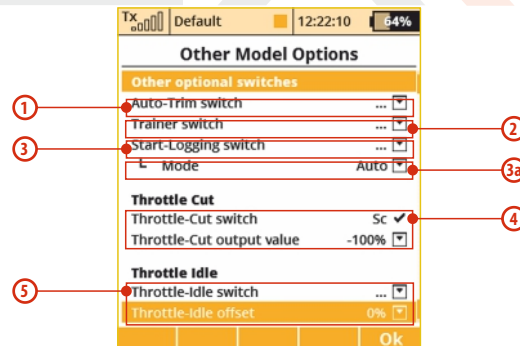 Tx Default 12:22:10 64%
Other Model Options
Other optional switches
1 Auto-Trim switch ...
Trainer switch ... 2
3 Start-Logging switch ...
Mode Auto 3a
Throttle Cut
Throttle-Cut switch Sc ✔ 4
Throttle-Cut output value -100%
Throttle Idle
5 Throttle-Idle switch ...
Throttle-Idle offset 0%
Ok